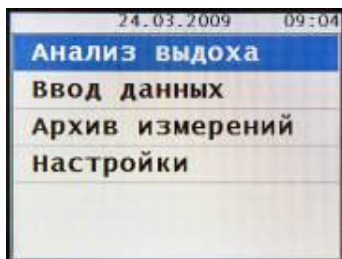 24.03.2009 09:04
Анализ выдоха
Ввод данных
Архив измерений
Настройки